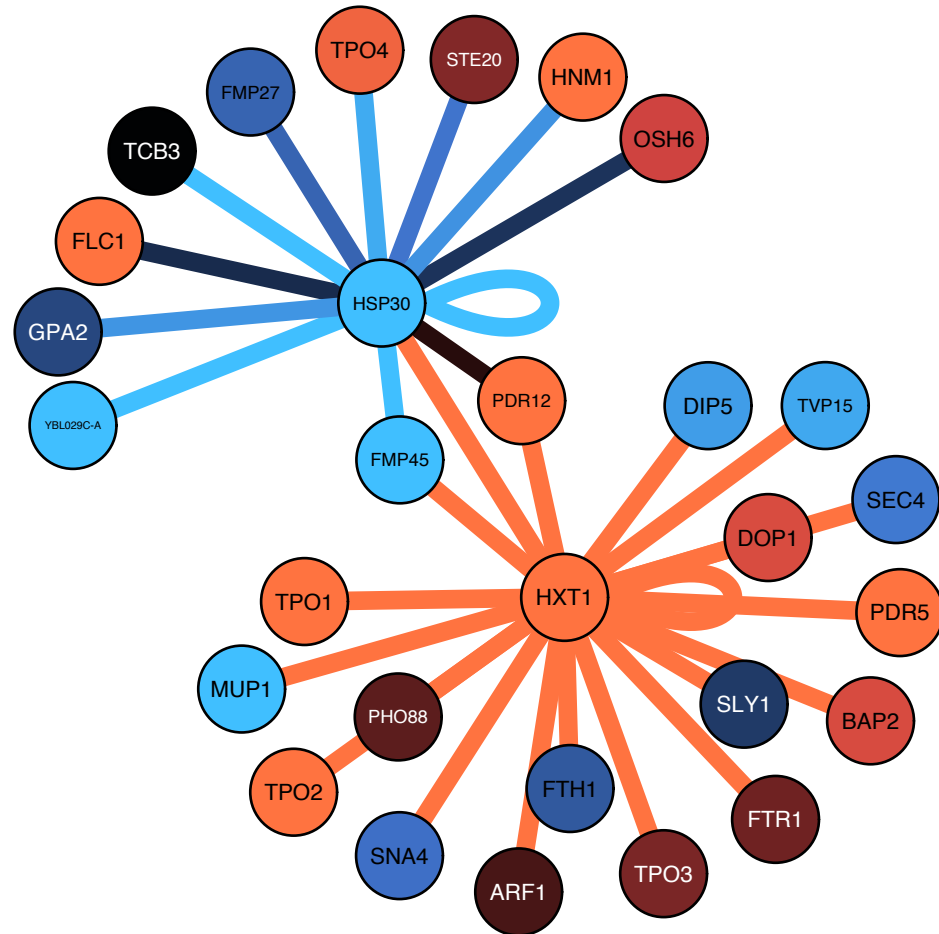 TPO4
STE20
HNM1
FMP27
OSH6
TCB3
FLC1
HSP30
GPA2
PDR12
DIP5
TVP15
YBL029C-A
FMP45
SEC4
DOP1
HXT1
TPO1
PDR5
MUP1
SLY1
PHO88
BAP2
FTH1
TPO2
FTR1
SNA4
TPO3
ARF1